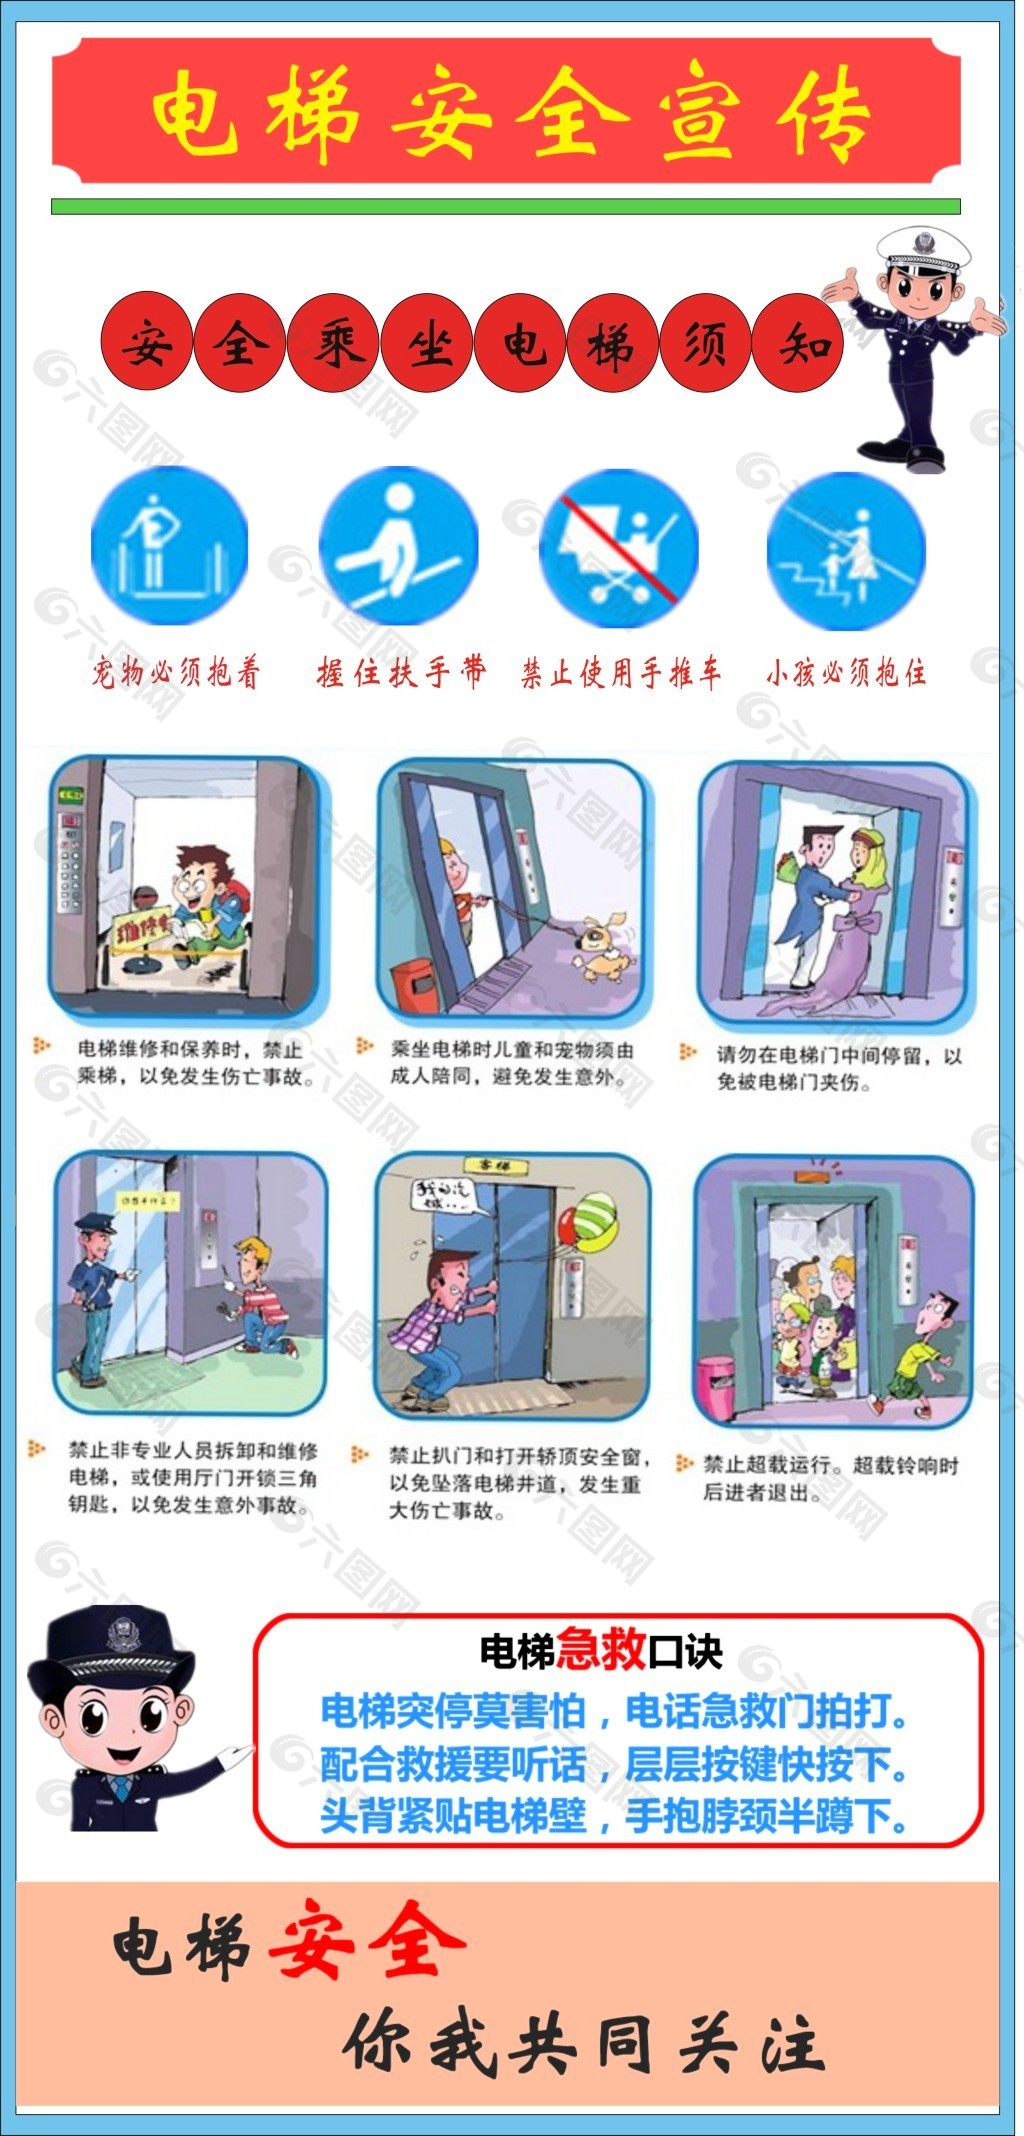 电梯安全宣传
安全乘坐电梯须知
宠物必须抱着
握住扶手带
禁止使用手推车
小孩必须抱住
电梯维修和保养时，禁止
乘梯，以免发生伤亡事故。
乘坐电梯时儿童和宠物须由
成人陪同，避免发生意外。
请勿在电梯门中间停留，以
免被电梯门夹伤。
客梯
禁止非专业人员拆卸和维修
电梯，或使用厅门开锁三角
钥匙，以免发生意外事故。
禁止扒门和打开轿顶安全窗，
以免坠落电梯井道，发生重
大伤亡事故。
禁止超载运行。超载铃响时
后进者退出。
电梯急救口诀
电梯突停莫害怕，电话急救门拍打。
配合救援要听话，层层按键快按下。
头背紧贴电梯壁，手抱脖颈半蹲下。
电梯安全
你我共同关注
六图网